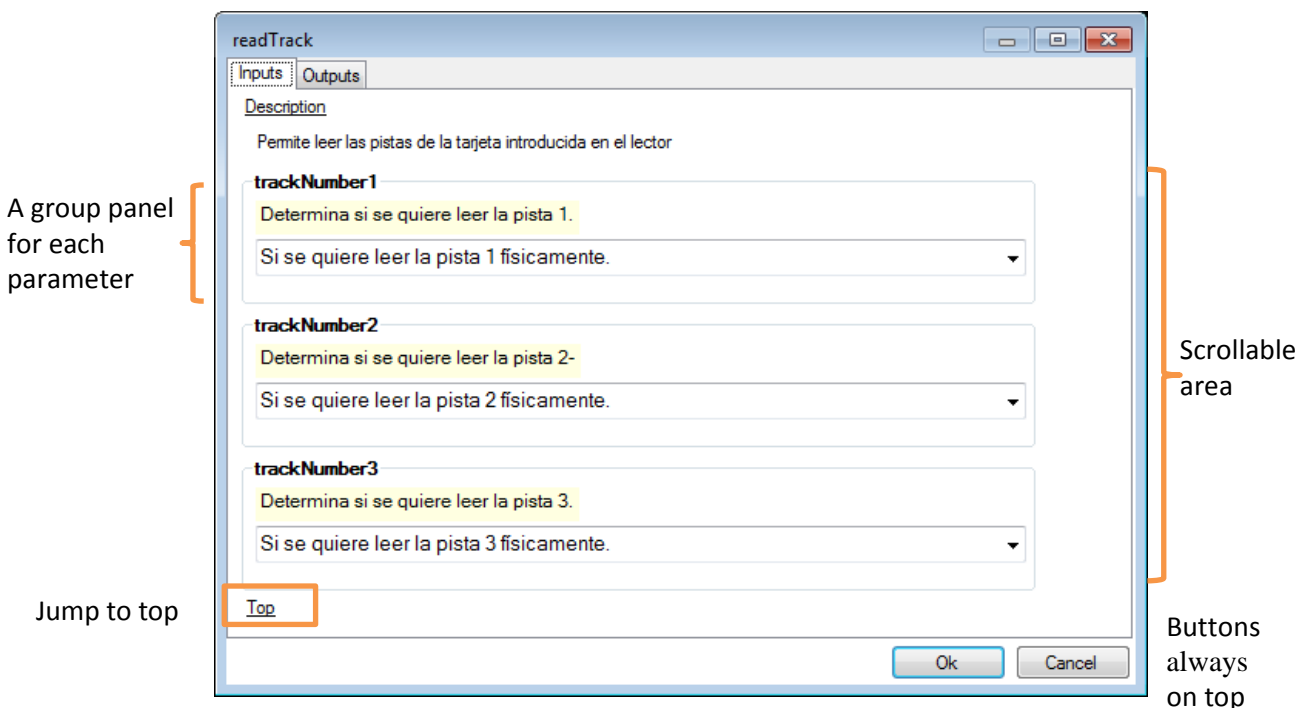 readTrack
Inputs Outputs
Description
Permite leer las pistas de la tarjeta introducida en el lector
trackNumber1
Determina si se quiere leer la pista 1.
Si se quiere leer la pista 1 físicamente.
trackNumber2
Determina si se quiere leer la pista 2-
Si se quiere leer la pista 2 físicamente.
trackNumber3
Determina si se quiere leer la pista 3.
Si se quiere leer la pista 3 físicamente.
Top
Ok Cancel
A group panel
for each
parameter
Jump to top
Scrollable
area
Buttons
always
on top